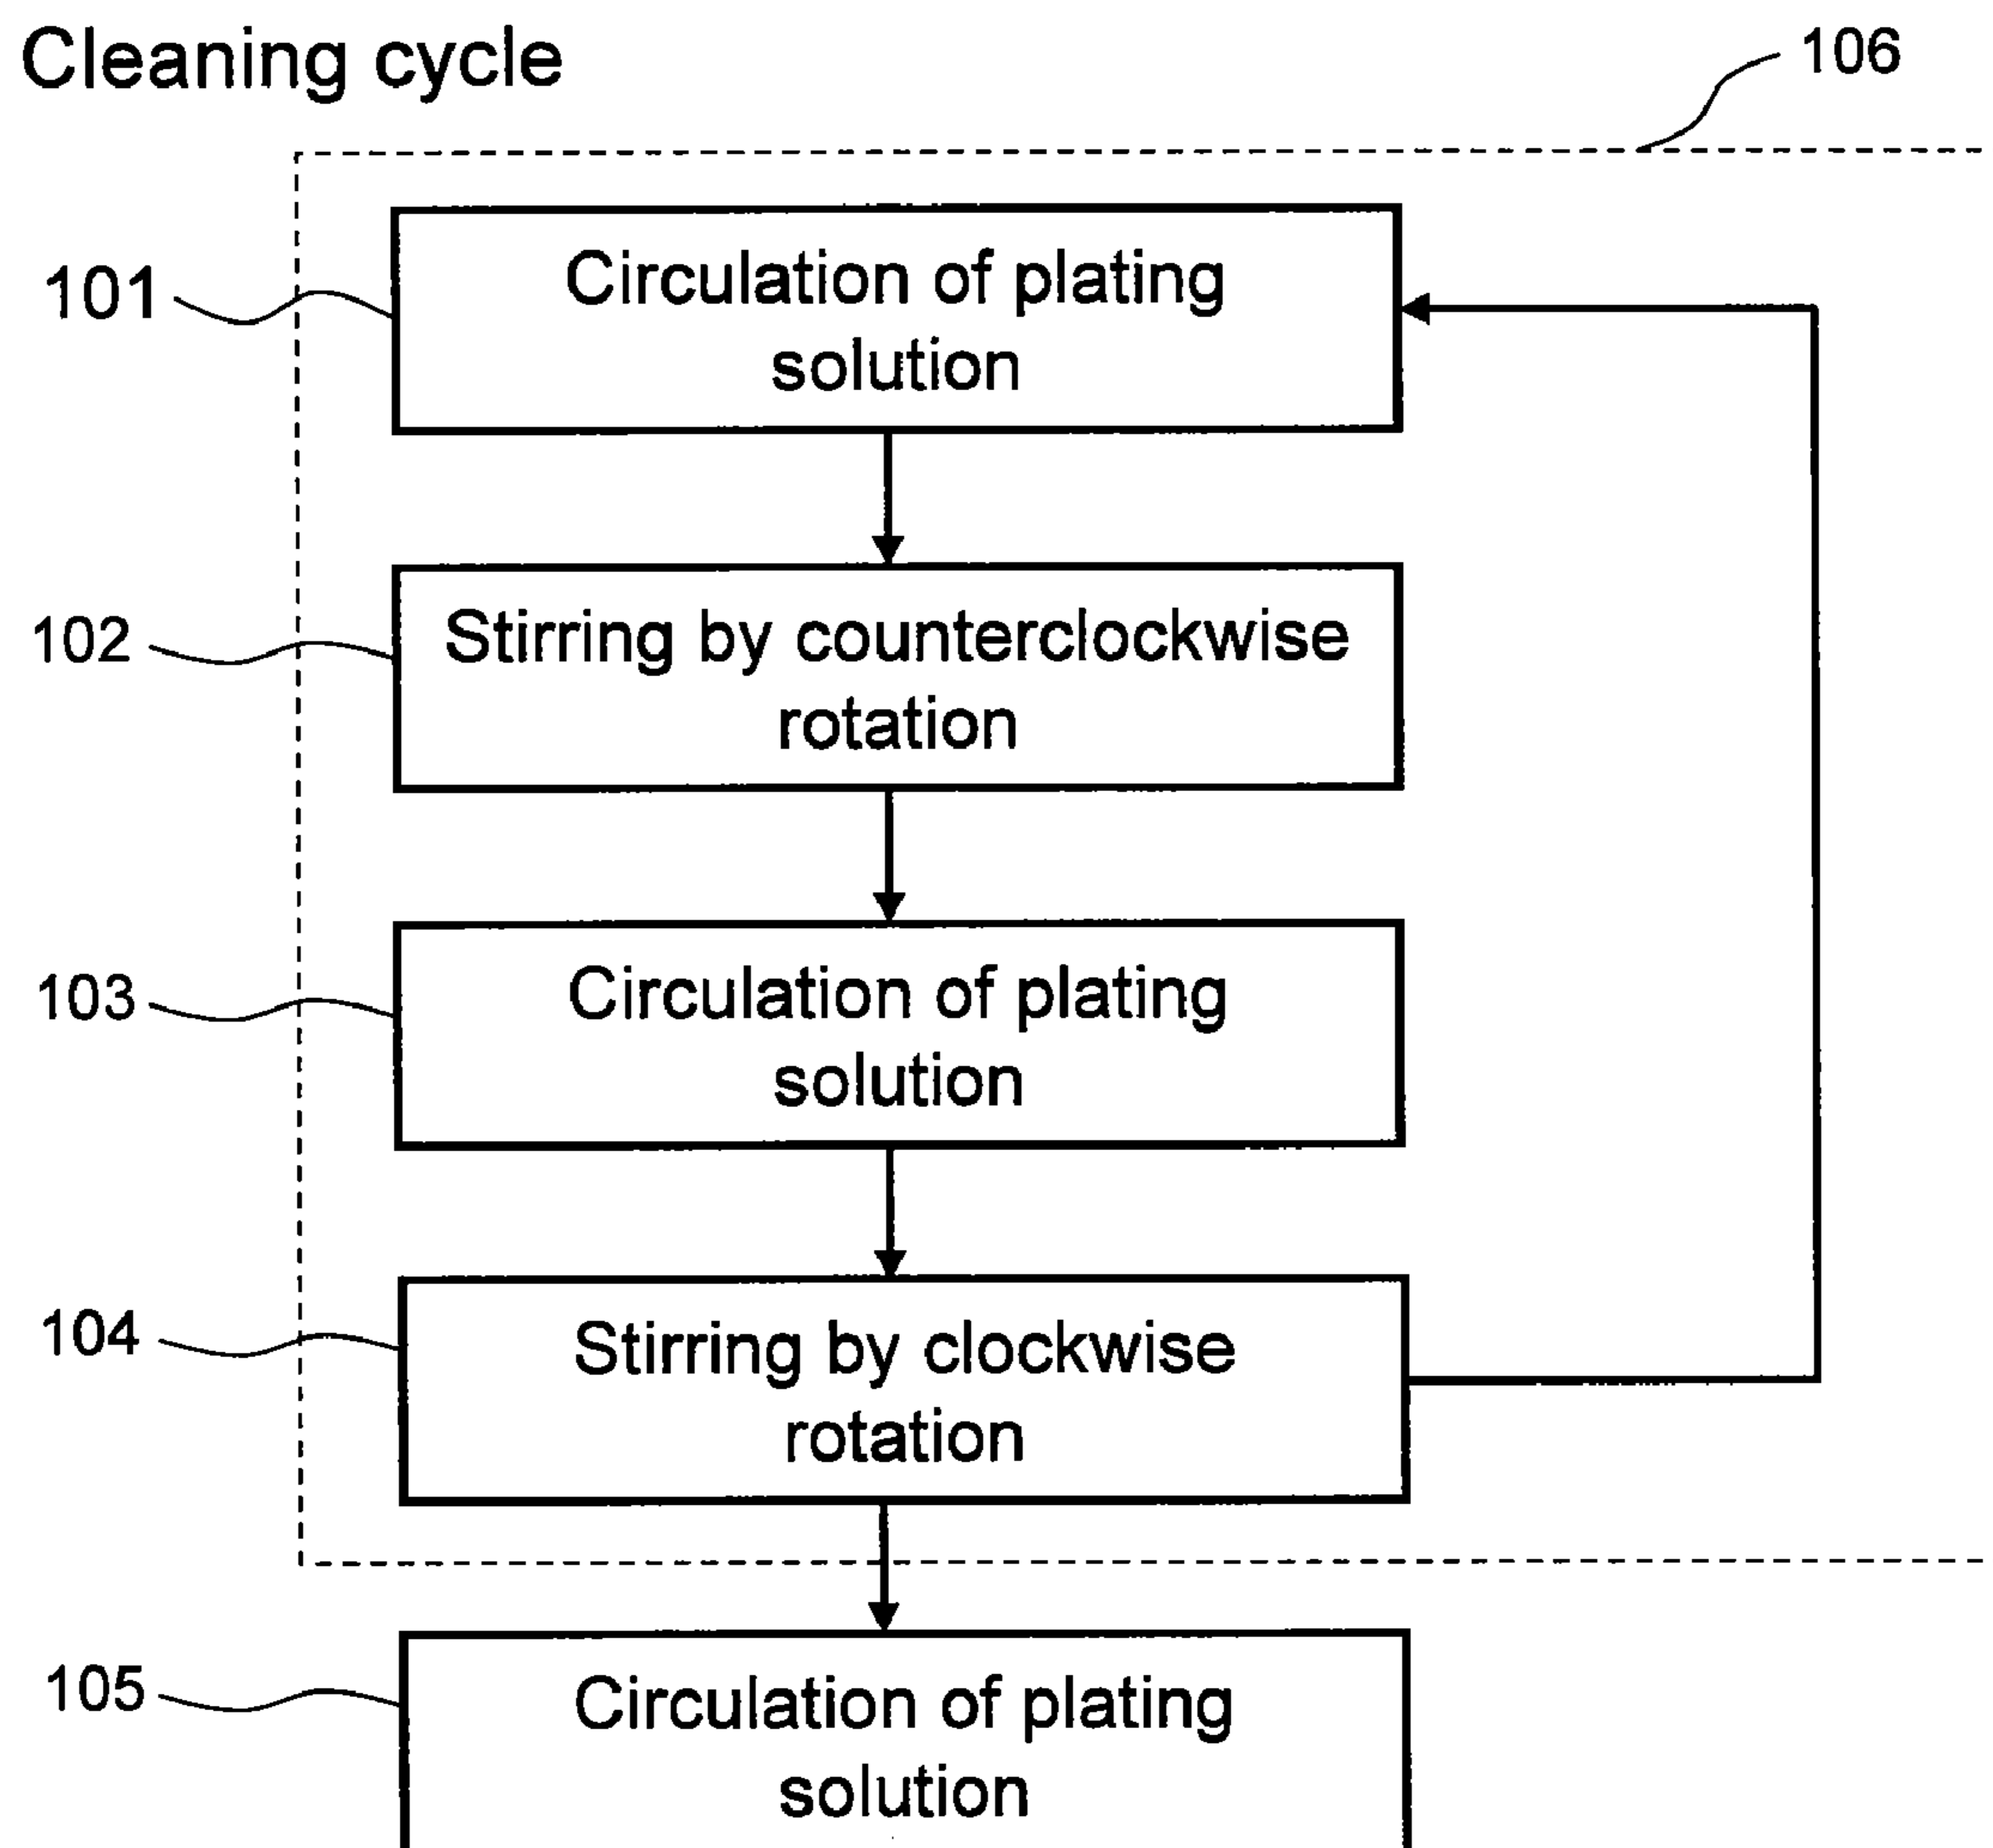 Cleaning cycle
106
101
Circulation of plating
solution
102
Stirring by counterclockwise
rotation
103
Circulation of plating
solution
104
Stirring by clockwise
rotation
105
Circulation of plating
solution